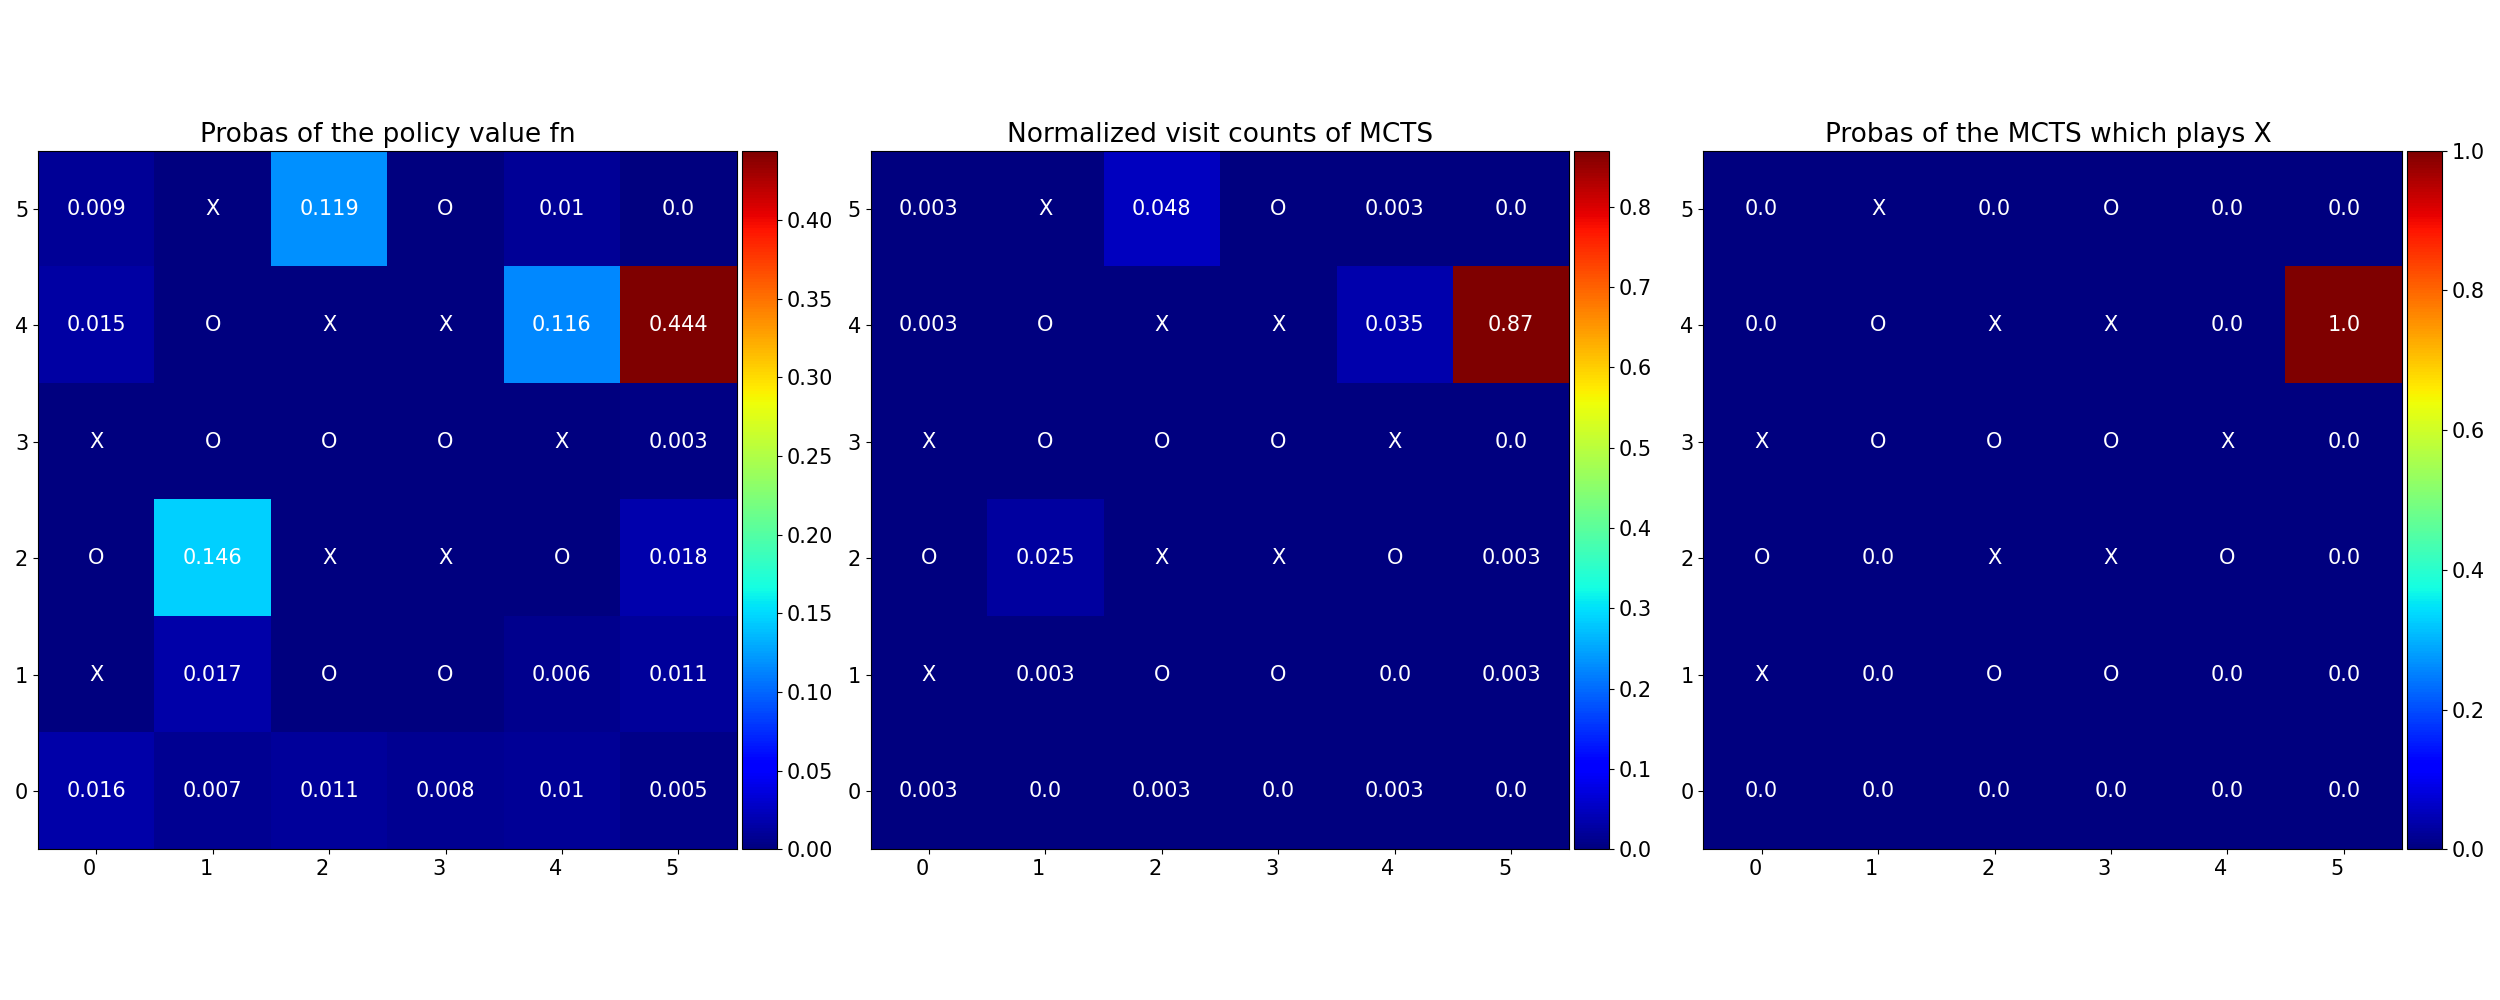 Probas of the policy value fn
5 0.009 X 0.119 O 0.01 0.0
4 0.015 O X X 0.116 0.444
3 X O O O X 0.003
2 O 0.146 X X O 0.018
1 X 0.017 O O 0.006 0.011
0 0.016 0.007 0.011 0.008 0.01 0.005
0 1 2 3 4 5
0.40
0.35
0.30
0.25
0.20
0.15
0.10
0.05
0.00
Normalized visit counts of MCTS
5 0.003 X 0.048 O 0.003 0.0
4 0.003 O X X 0.035 0.87
3 X O O O X 0.0
2 O 0.025 X X O 0.003
1 X 0.003 O O 0.0 0.003
0 0.003 0.0 0.003 0.0 0.003 0.0
0 1 2 3 4 5
0.8
0.7
0.6
0.5
0.4
0.3
0.2
0.1
0.0
Probas of the MCTS which plays X
5 0.0 X 0.0 O 0.0 0.0
4 0.0 O X X 0.0 1.0
3 X O O O X 0.0
2 O 0.0 X X O 0.0
1 X 0.0 O O 0.0 0.0
0 0.0 0.0 0.0 0.0 0.0 0.0
0 1 2 3 4 5
1.0
0.8
0.6
0.4
0.2
0.0